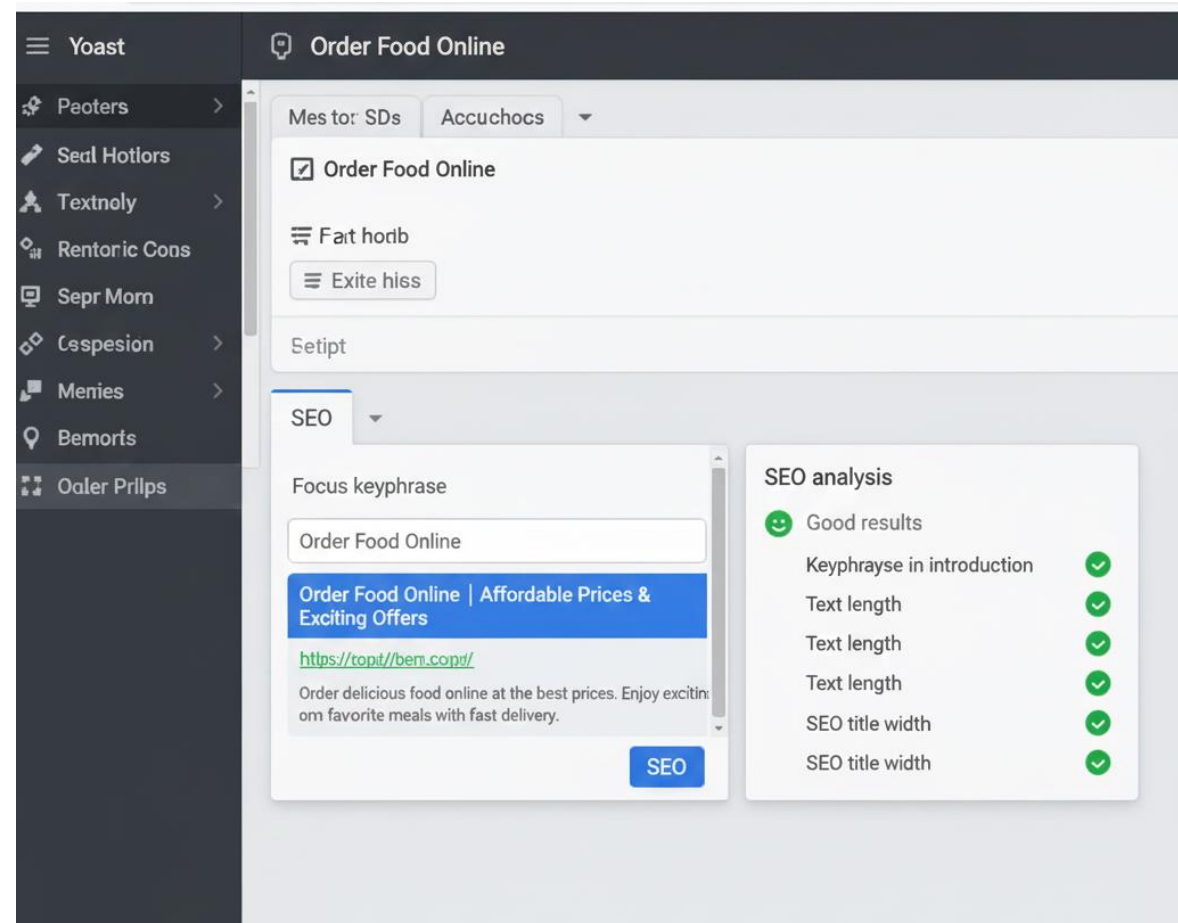 Yoast
Order Food Online
Peoters
Seal Hotlors
Textnoly
Rentoric Cons
Sepr Morn
Cespesion
Memies
Bemorts
Oaler Prilps
Mes tor SDs
Accuchocs
Order Food Online
Fart hordb
Exite hiss
Setipt
SEO
Focus keyphrase
Order Food Online
Order Food Online | Affordable Prices &
Exciting Offers
Order delicious food online at the best prices. Enjoy
om favorite meals with fast delivery.
SEO
SEO analysis
Good results
Keyphrayse in introduction
Text length
Text length
Text length
SEO title width
SEO title width